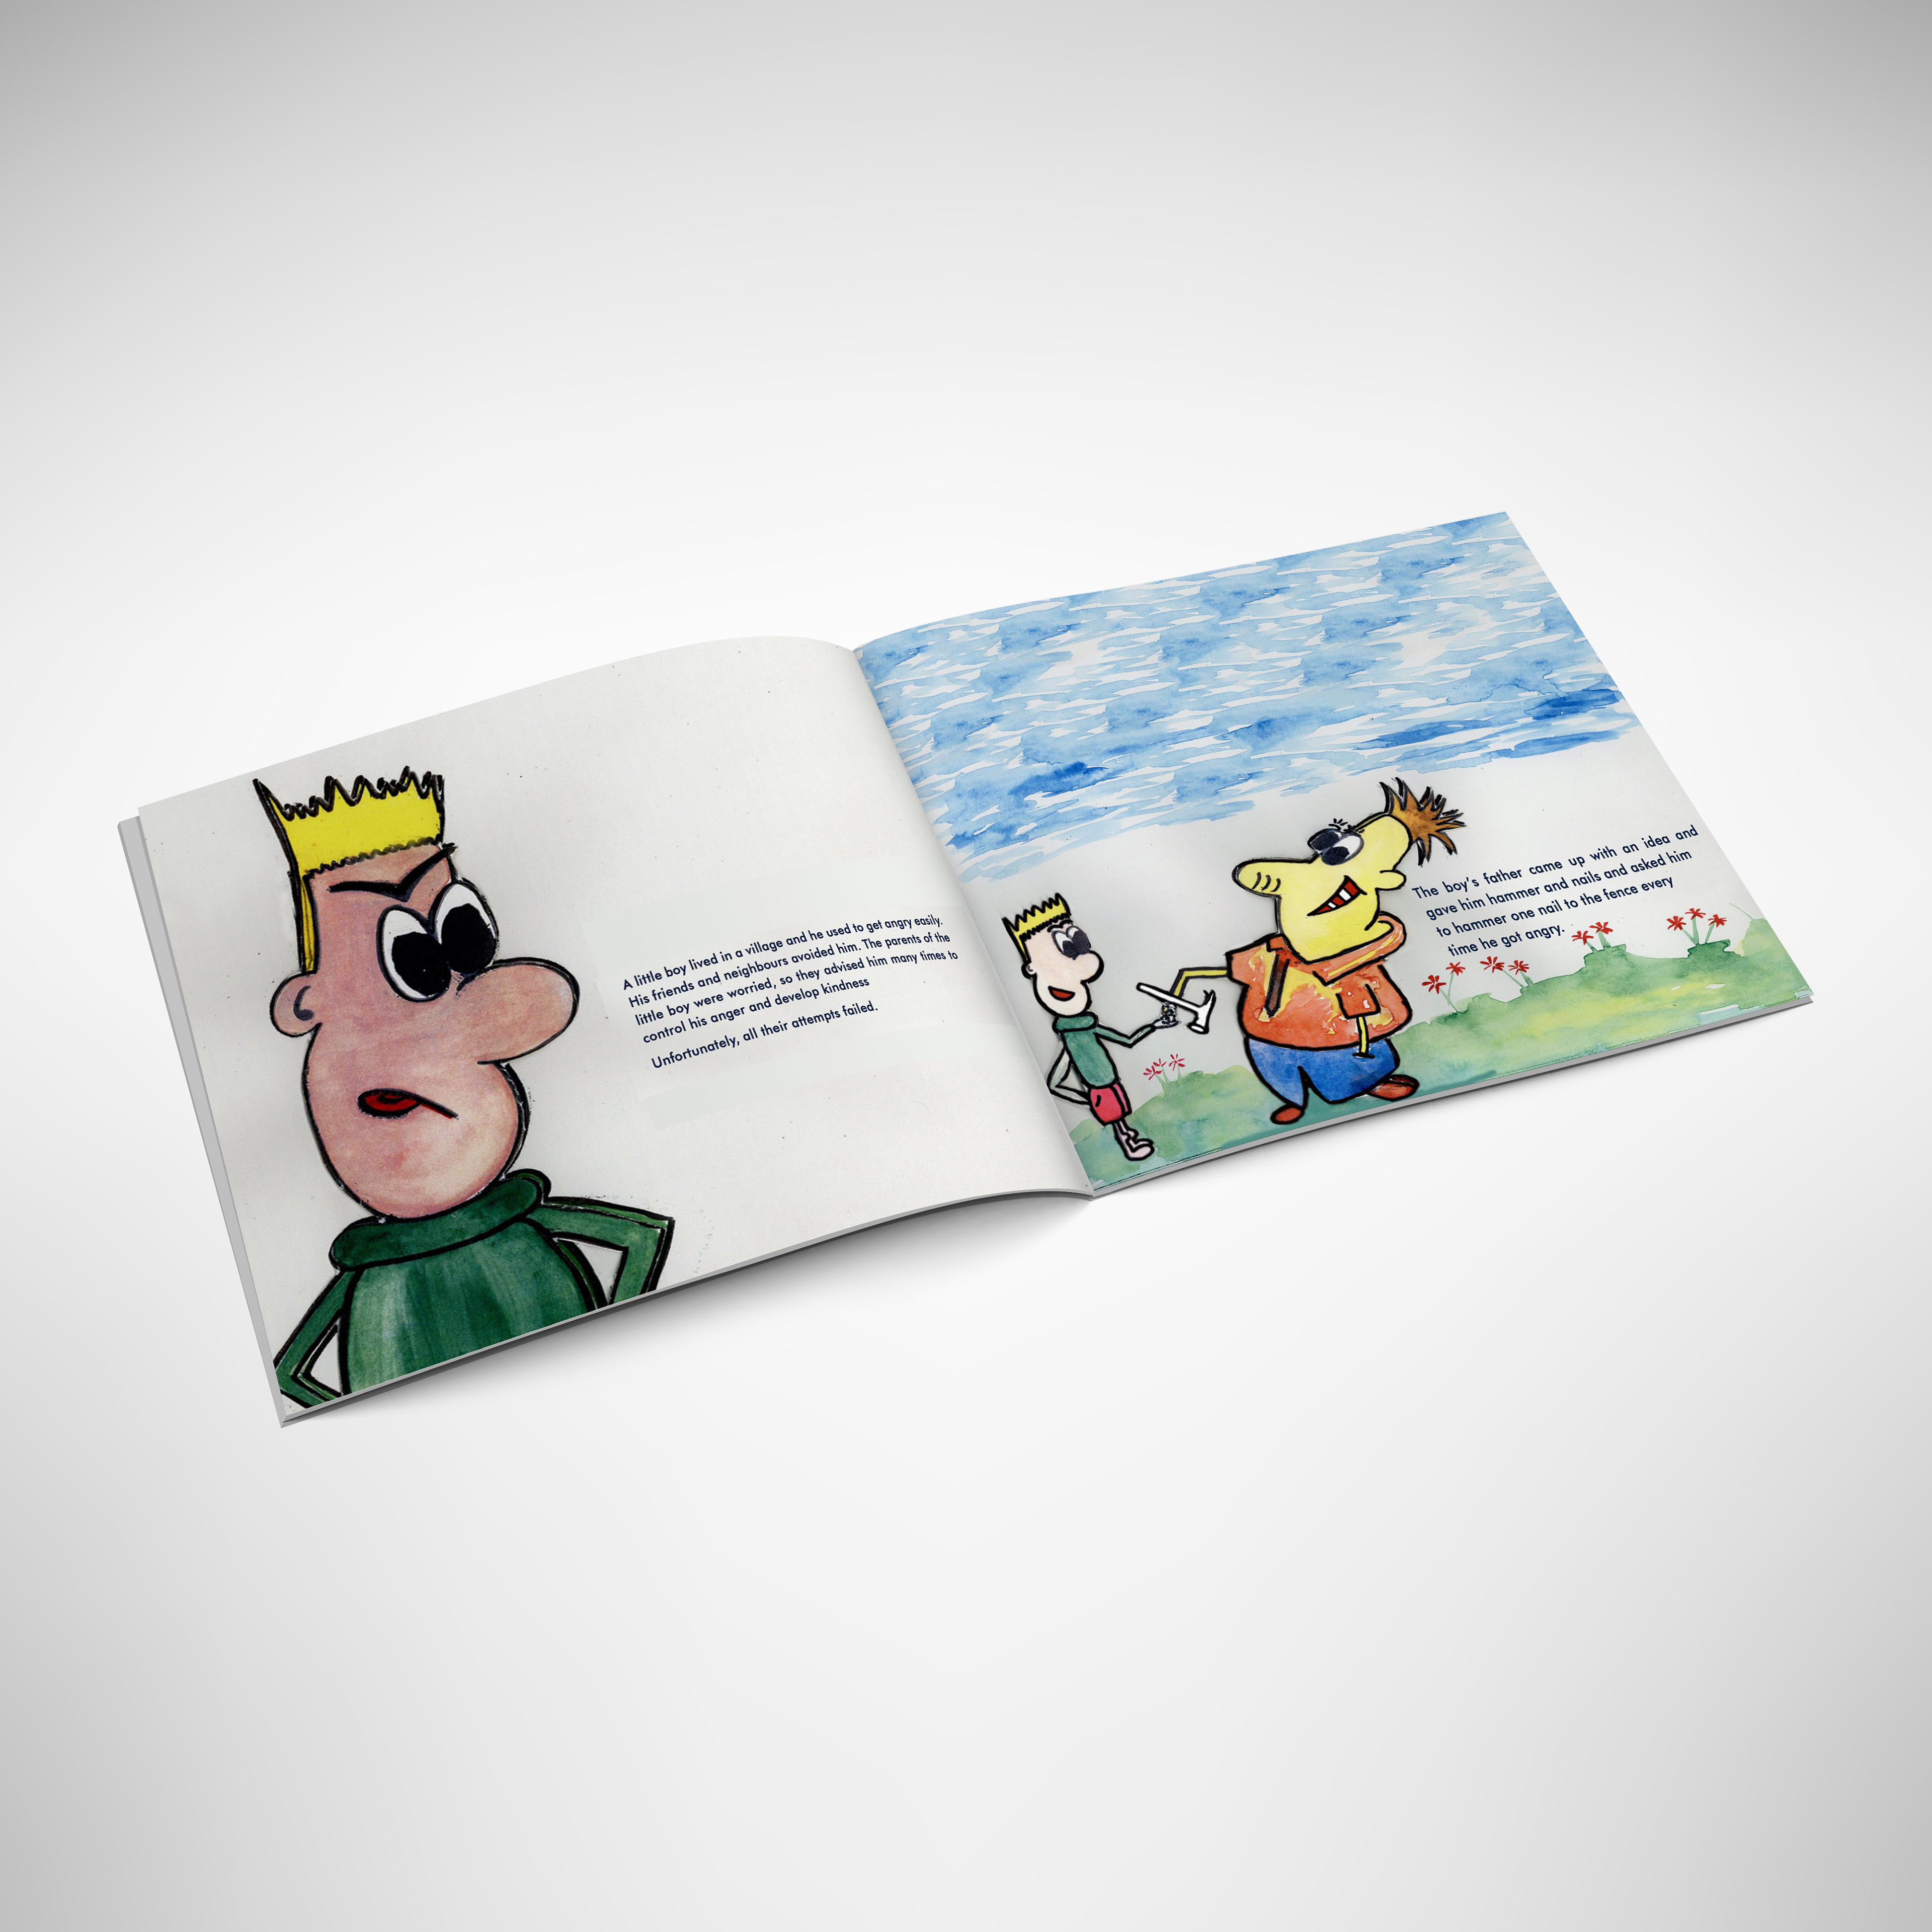 A little boy lived in a village and he used to get angry easily.
His friends and neighbours avoided him. The parents of the
little boy were worried, so they advised him many times to
control his anger and develop kindness
Unfortunately, all their attempts failed.
The boy's father came up with an idea and
gave him hammer and nails and asked him
to hammer one nail to the fence every
time he got angry.